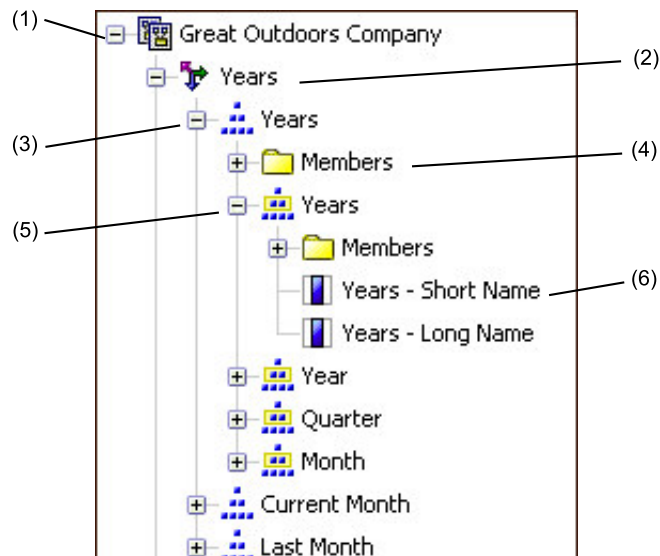 (1) Great Outdoors Company
Years (2)
(3) Years
Members (4)
(5) Years
Members
Years - Short Name (6)
Years - Long Name
Year
Quarter
Month
Current Month
Last Month